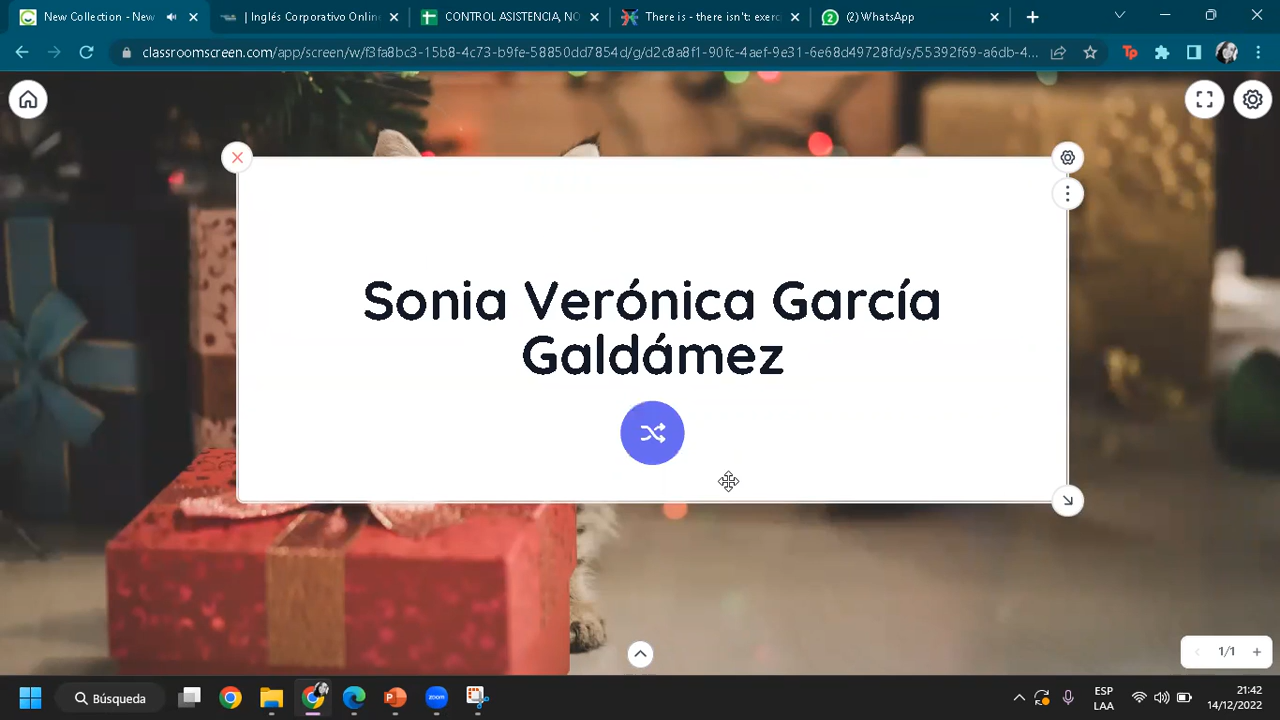 New Collection - New
| Inglés Corporativo Onlin
CONTROL ASISTENCIA, NO
There is - there isn't: exerc
(2) WhatsApp
classroomscreen.com/app/screen/w/f3fa8bc3-15b8-4c73-b9fe-58850dd7854d/g/d2c8a8f1-90fc-4aef-9e31-6e68d49728fd/s/55392f69-a6db-4...
Sonia Verónica García
Galdámez
1/1
Búsqueda
zoom
ESP
LAA
21:42
14/12/2022